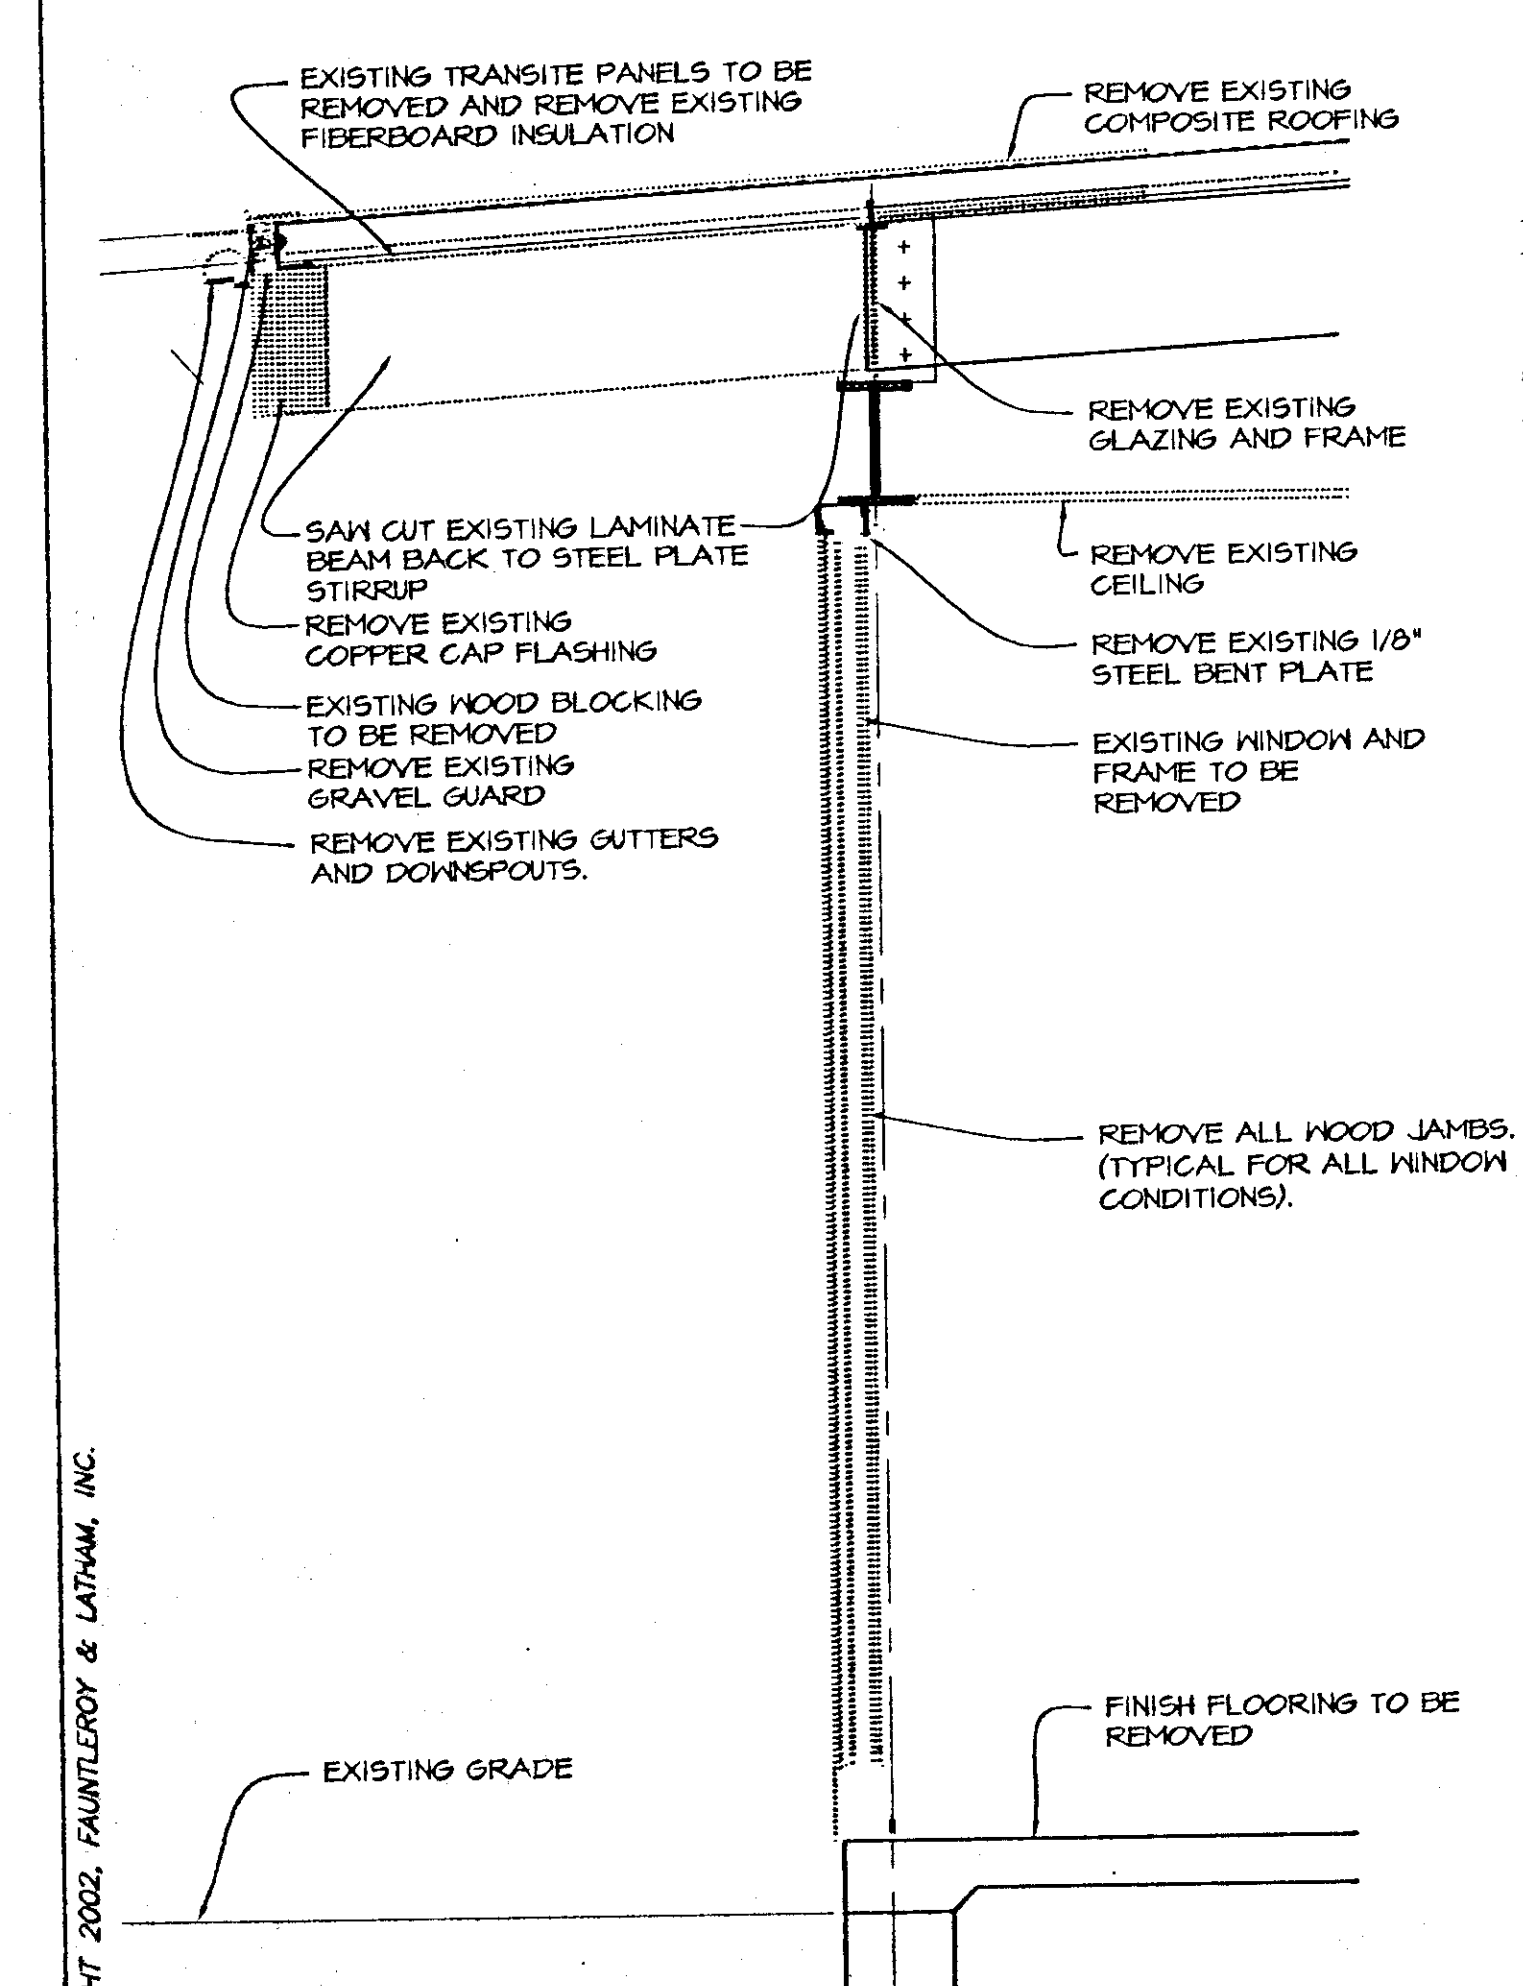 EXISTING TRANSITE PANELS TO BE
REMOVED AND REMOVE EXISTING
FIBERBOARD INSULATION
REMOVE EXISTING
COMPOSITE ROOFING
REMOVE EXISTING
GLAZING AND FRAME
SAW CUT EXISTING LAMINATE
BEAM BACK TO STEEL PLATE
STIRRUP
REMOVE EXISTING
CEILING
REMOVE EXISTING
COPPER CAP FLASHING
REMOVE EXISTING 1/8"
STEEL BENT PLATE
EXISTING WOOD BLOCKING
TO BE REMOVED
REMOVE EXISTING
GRAVEL GUARD
EXISTING WINDOW AND
FRAME TO BE
REMOVED
REMOVE EXISTING GUTTERS
AND DOWNSPOUTS.
REMOVE ALL WOOD JAMBS.
(TYPICAL FOR ALL WINDOW
CONDITIONS).
FINISH FLOORING TO BE
REMOVED
EXISTING GRADE
HT 2002, FAUNTLEROY & LATHAM, INC.